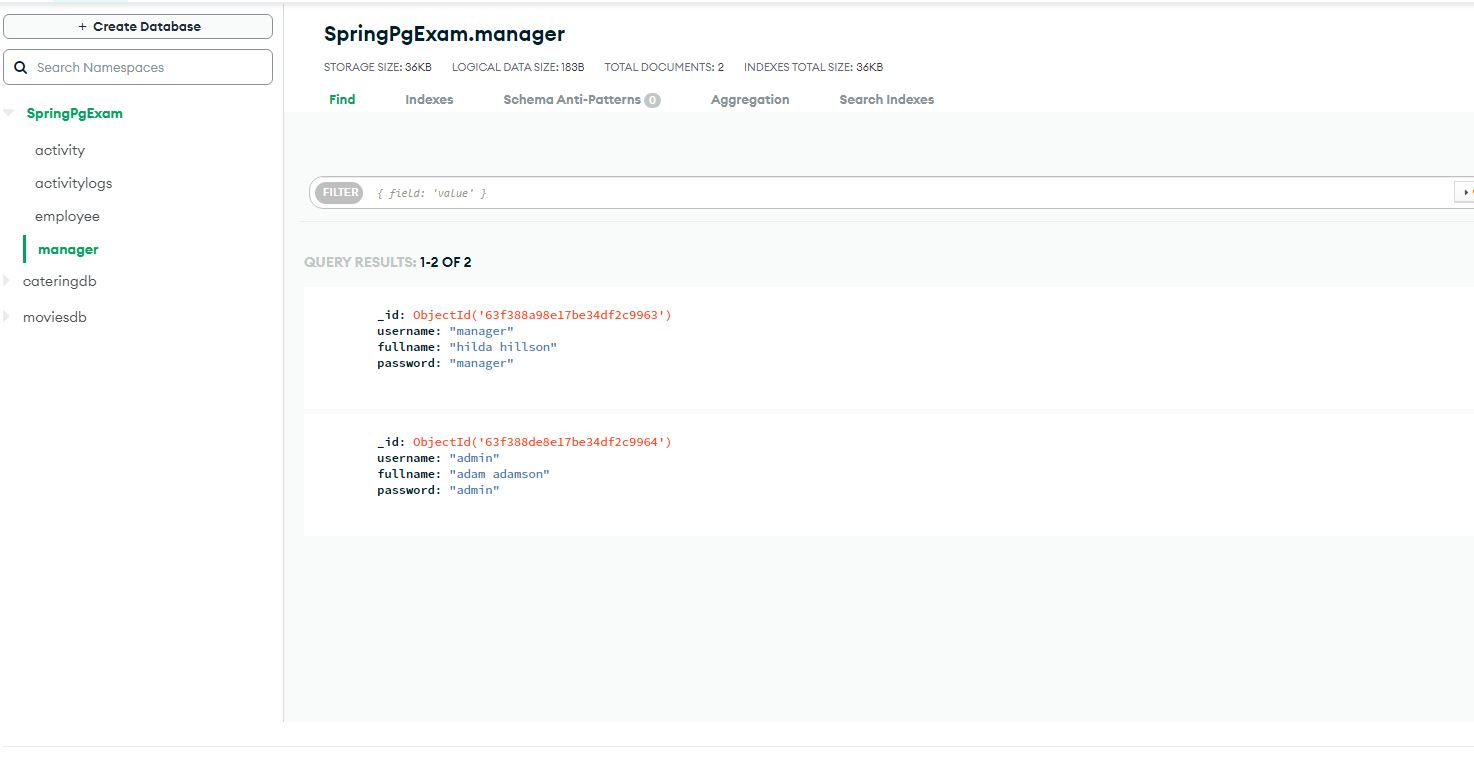 + Create Database
Search Namespaces
SpringPgExam
activity
activitylogs
employee
manager
cateringdb
moviesdb
SpringPgExam.manager
STORAGE SIZE: 36KB LOGICAL DATA SIZE: 183B TOTAL DOCUMENTS: 2 INDEXES TOTAL SIZE: 36KB
Find Indexes Schema Anti-Patterns 0 Aggregation Search Indexes
FILTER { field: 'value' }
QUERY RESULTS: 1-2 OF 2
_id: ObjectId('63f388a98e17be34df2c9963')
username: "manager"
fullname: "hilda hillson"
password: "manager"
_id: ObjectId('63f388de8e17be34df2c9964')
username: "admin"
fullname: "adam adamson"
password: "admin"